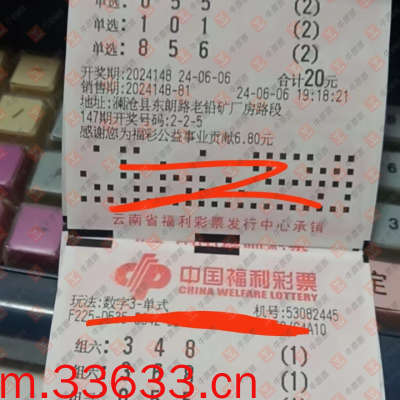 单选: 0 5 5 (2)
单选: 1 0 1 (2)
单选: 8 5 6 (2)
开奖期:2024148 24-06-06 合计20元
销售期:2024148-81 24-06-06 19:18:21
地址:澜沧县东朗路老铅矿厂房路段
147期开奖号码:2-2-5
感谢您为福彩公益事业贡献6.80元
云南省福利彩票发行中心承销
中国福利彩票
CHINA WELFARE LOTTERY
玩法:数字3-单式 机号:53082445
组六: 3 4 8 (1)
(1)
m.33633.cn
定